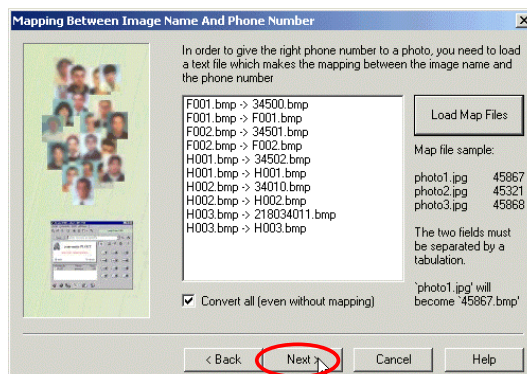 Mapping Between Image Name And Phone Number
In order to give the right phone number to a photo, you need to load
a text file which makes the mapping between the image name and
the phone number
F001.bmp -> 34500.bmp
F001.bmp -> F001.bmp
F002.bmp -> 34501.bmp
F002.bmp -> F002.bmp
H001.bmp -> 34502.bmp
H001.bmp -> H001.bmp
H002.bmp -> 34010.bmp
H002.bmp -> H002.bmp
H003.bmp -> 218034011.bmp
H003.bmp -> H003.bmp
Load Map Files
Map file sample:
photo1.jpg 45867
photo2.jpg 45321
photo3.jpg 45868
The two fields must
be separated by a
tabulation.
`photo1.jpg' will
become `45867.bmp'
Convert all (even without mapping)
< Back
Next >
Cancel
Help